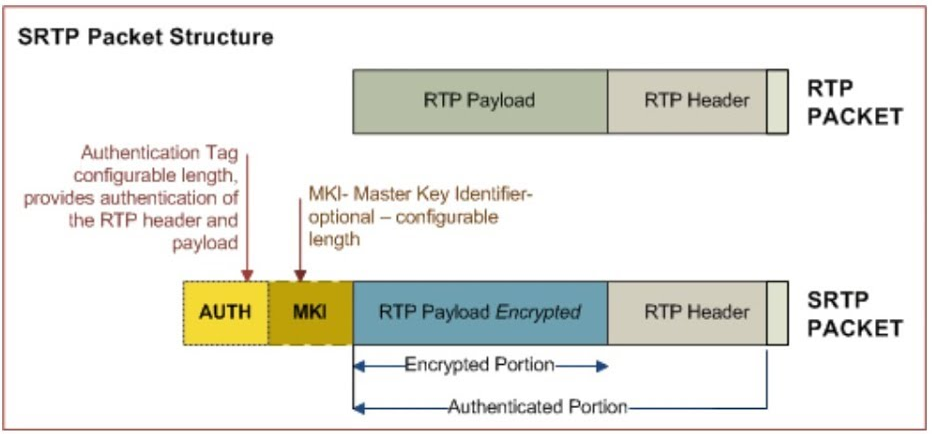 SRTP Packet Structure
RTP Payload
RTP Header
RTP
PACKET
Authentication Tag
configurable length,
provides authentication of
the RTP header and
payload
MKI- Master Key Identifier-
optional – configurable
length
AUTH
MKI
RTP Payload Encrypted
RTP Header
SRTP
PACKET
Encrypted Portion
Authenticated Portion